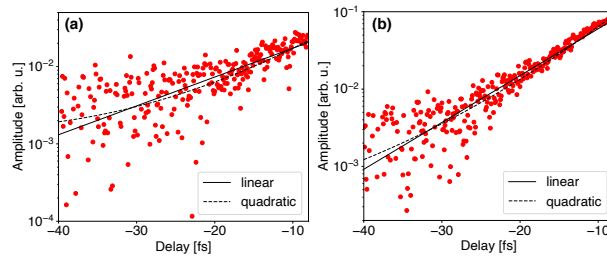 (a)
Amplitude [arb. u.]
10⁻²
10⁻³
10⁻⁴
linear
quadratic
-40 -30 -20 -10
Delay [fs]
(b)
Amplitude [arb. u.]
10⁻¹
10⁻²
10⁻³
linear
quadratic
-40 -30 -20 -10
Delay [fs]